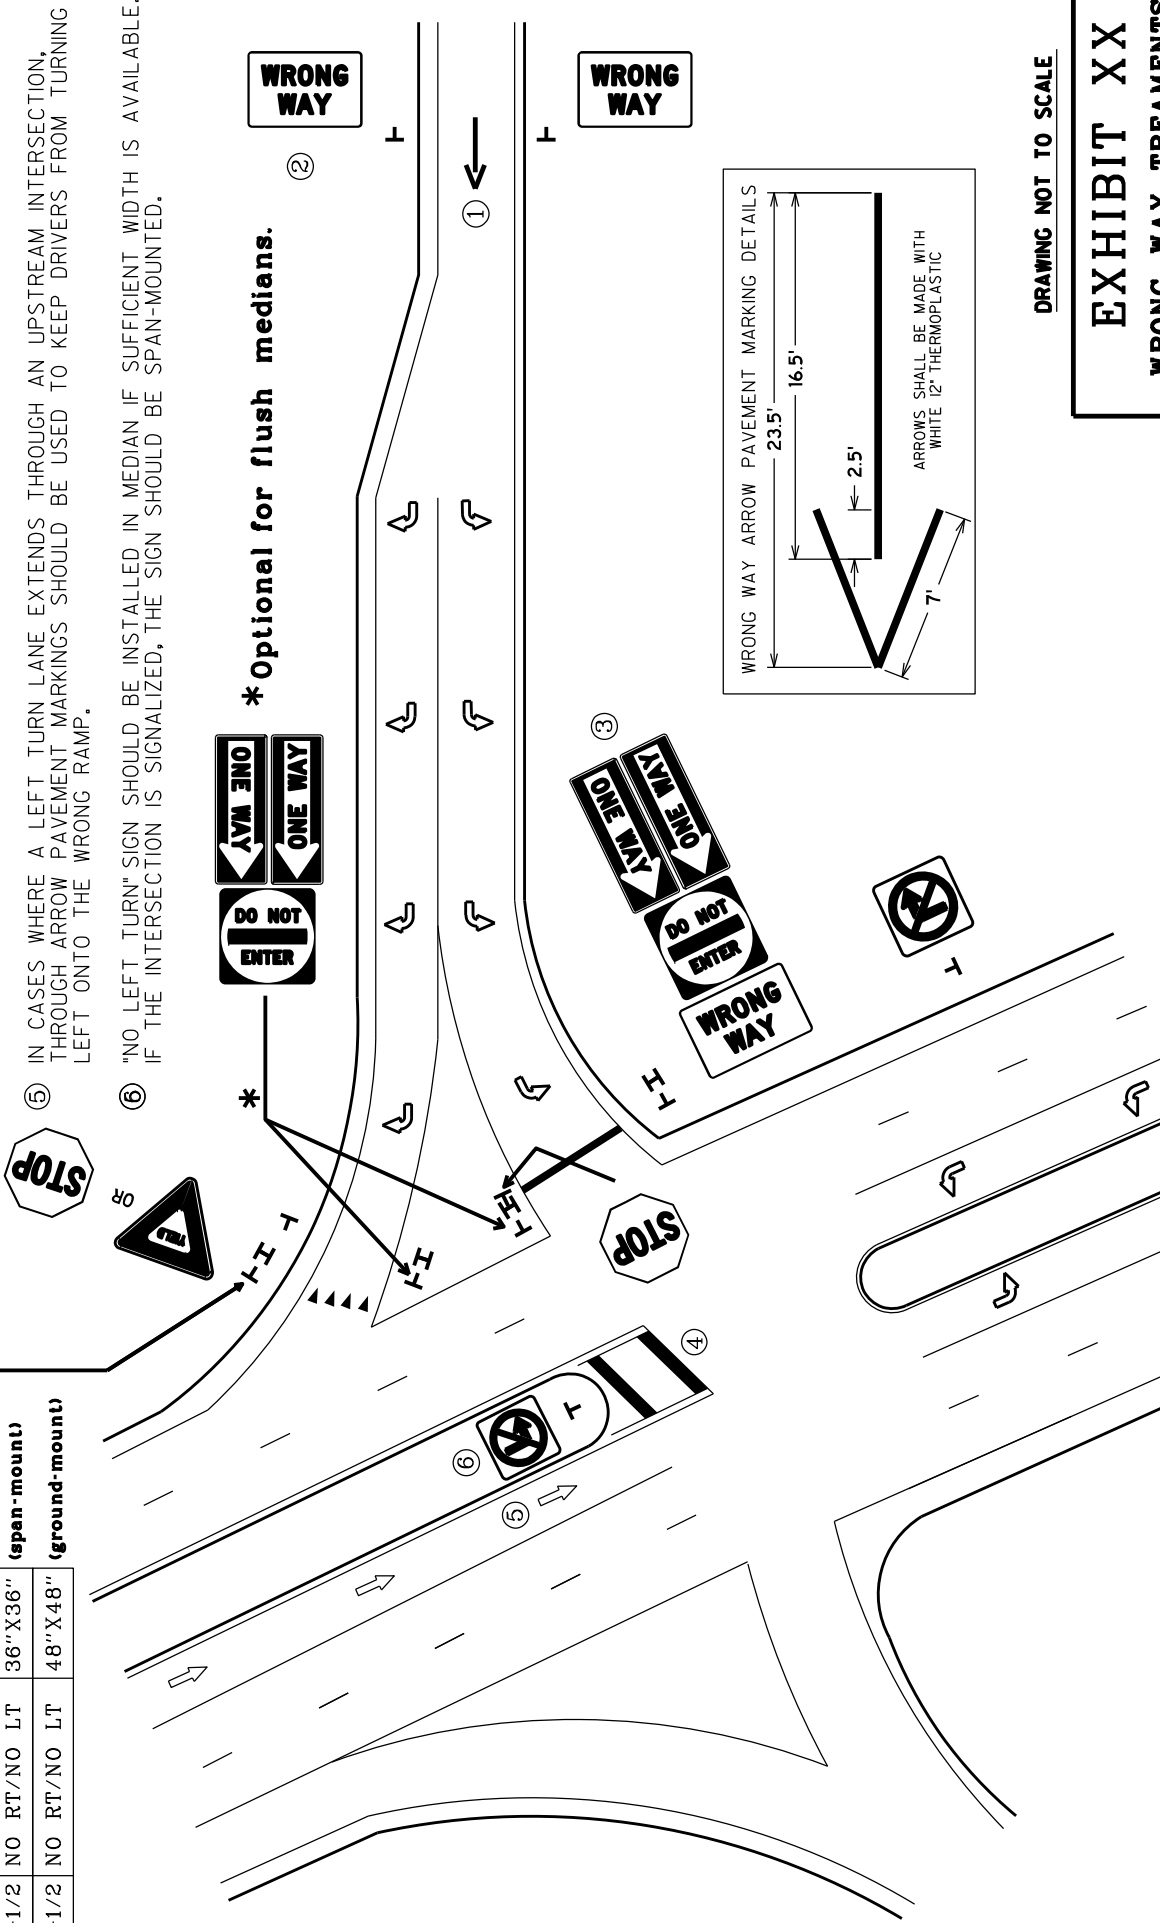 ⑤ IN CASES WHERE A LEFT TURN LANE EXTENDS THROUGH AN UPSTREAM INTERSECTION,
THROUGH ARROW PAVEMENT MARKINGS SHOULD BE USED TO KEEP DRIVERS FROM TURNING
LEFT ONTO THE WRONG RAMP.
⑥ "NO LEFT TURN" SIGN SHOULD BE INSTALLED IN MEDIAN IF SUFFICIENT WIDTH IS AVAILABLE.
IF THE INTERSECTION IS SIGNALIZED, THE SIGN SHOULD BE SPAN-MOUNTED.
1/2 NO RT/NO LT 36"X36" (span-mount)
1/2 NO RT/NO LT 48"X48" (ground-mount)
STOP
OR
YIELD
ONE WAY
ONE WAY
DO NOT
ENTER
*Optional for flush medians.
*
②
WRONG
WAY
①
WRONG
WAY
③
ONE WAY
ONE WAY
DO NOT
ENTER
WRONG
WAY
STOP
④
⑥
⑤
WRONG WAY ARROW PAVEMENT MARKING DETAILS
23.5'
16.5'
2.5'
7'
ARROWS SHALL BE MADE WITH
WHITE 12" THERMOPLASTIC
DRAWING NOT TO SCALE
EXHIBIT XX
WRONG WAY TREAMENTS